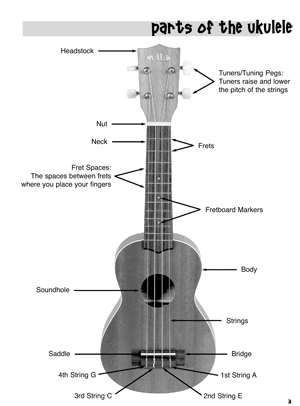 parts of the ukulele
Headstock
Tuners/Tuning Pegs:
Tuners raise and lower
the pitch of the strings
Nut
Neck
Frets
Fret Spaces:
The spaces between frets
where you place your fingers
Fretboard Markers
Body
Soundhole
Strings
Saddle
Bridge
4th String G
1st String A
3rd String C
2nd String E
3